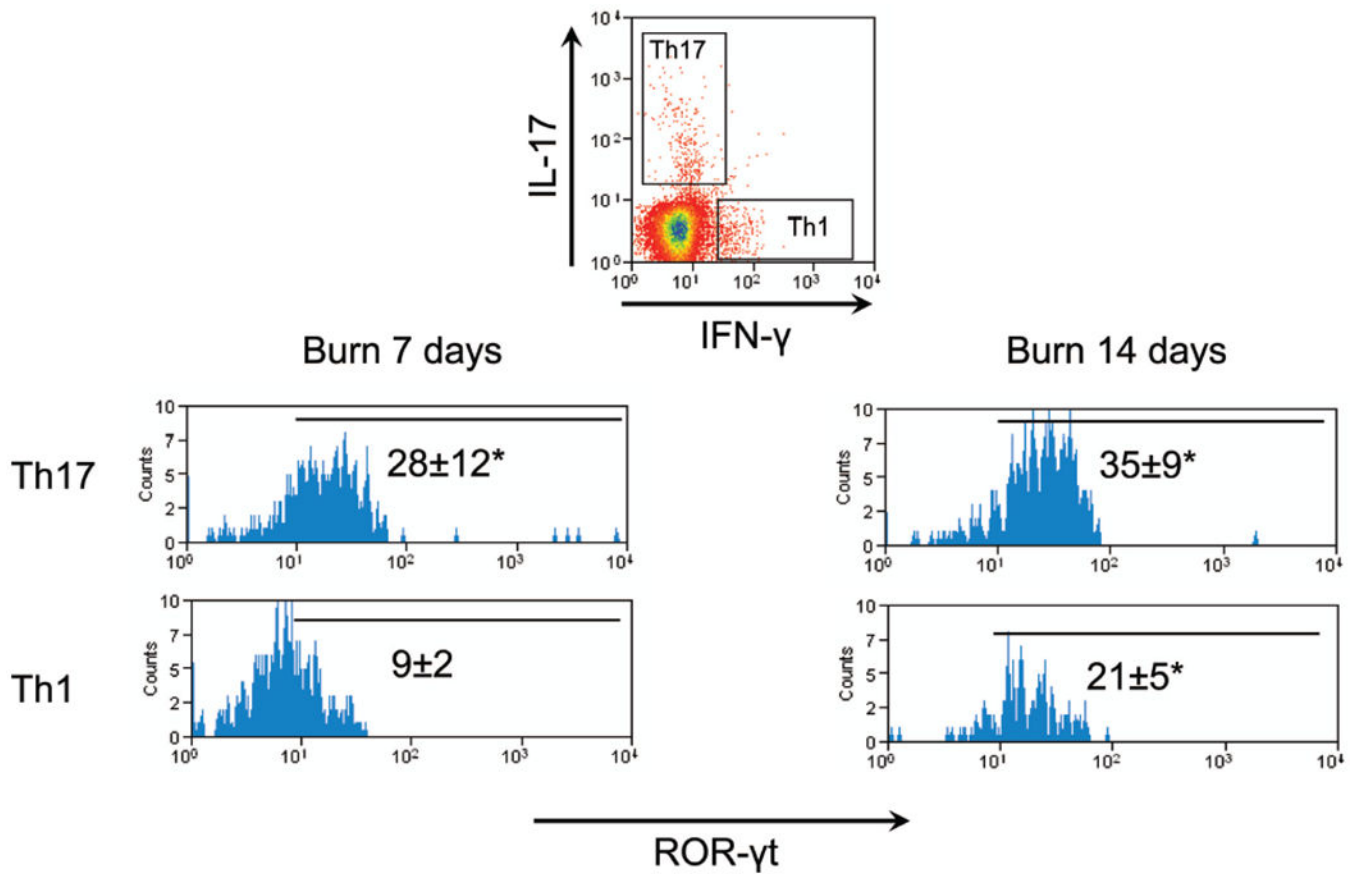 10⁴
Th17
10³
IL-17
10²
10¹
Th1
10⁰
10⁰ 10¹ 10² 10³ 10⁴
IFN-γ
Burn 7 days
Burn 14 days
Th17
10
7
5
2
0
Counts
28±12*
10⁰ 10¹ 10² 10³ 10⁴
10
7
5
2
0
Counts
35±9*
10⁰ 10¹ 10² 10³ 10⁴
Th1
10
7
5
2
0
Counts
9±2
10⁰ 10¹ 10² 10³ 10⁴
10
7
5
2
0
Counts
21±5*
10⁰ 10¹ 10² 10³ 10⁴
ROR-γt